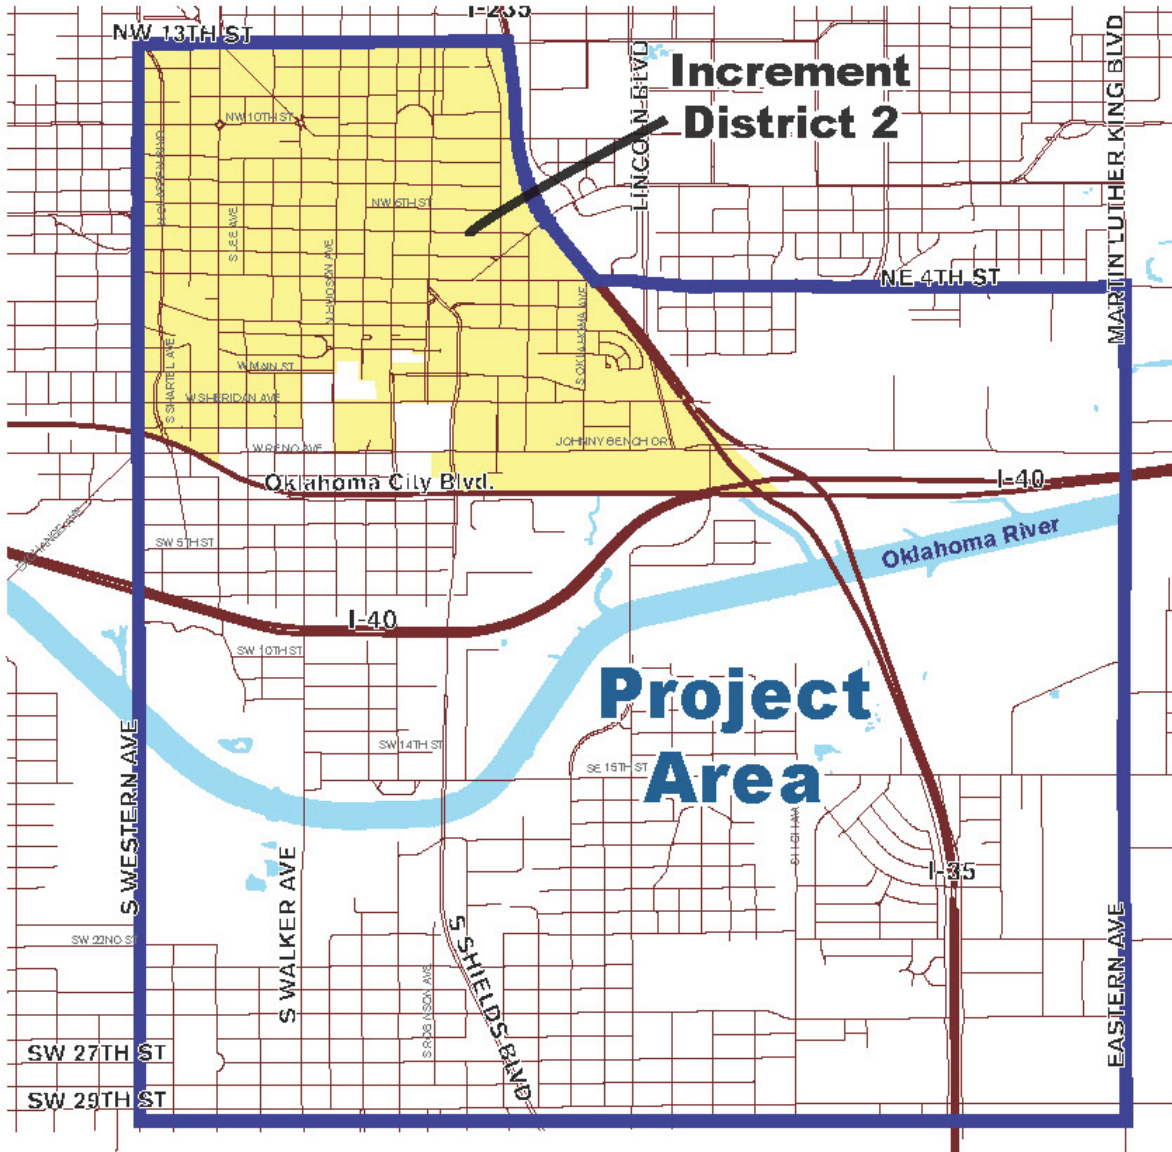 I-235
NW 13TH ST
Increment
District 2
LINCOLN BLVD
MARTIN LUTHER KING BLVD
NW 10TH ST
NW 6TH ST
S LEE AVE
N HUDSON AVE
NE 4TH ST
S OKLAHOMA AVE
S SHARTEL AVE
W MAIN ST
W SHERIDAN AVE
W RENO AVE
JOHNNY BENCH DR
Oklahoma City Blvd.
I-40
Oklahoma River
SW 5TH ST
I-40
SW 10TH ST
Project
Area
S WESTERN AVE
SW 14TH ST
SE 15TH ST
I-35
S WALKER AVE
S SHIELDS BLVD
SW 22ND ST
S ROBINSON AVE
EASTERN AVE
SW 27TH ST
SW 29TH ST